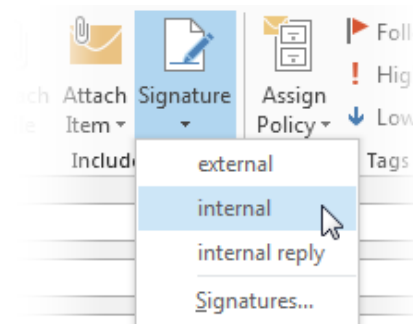 Attach Signature Assign
Item Policy
Include Tags
external
internal
internal reply
Signatures...